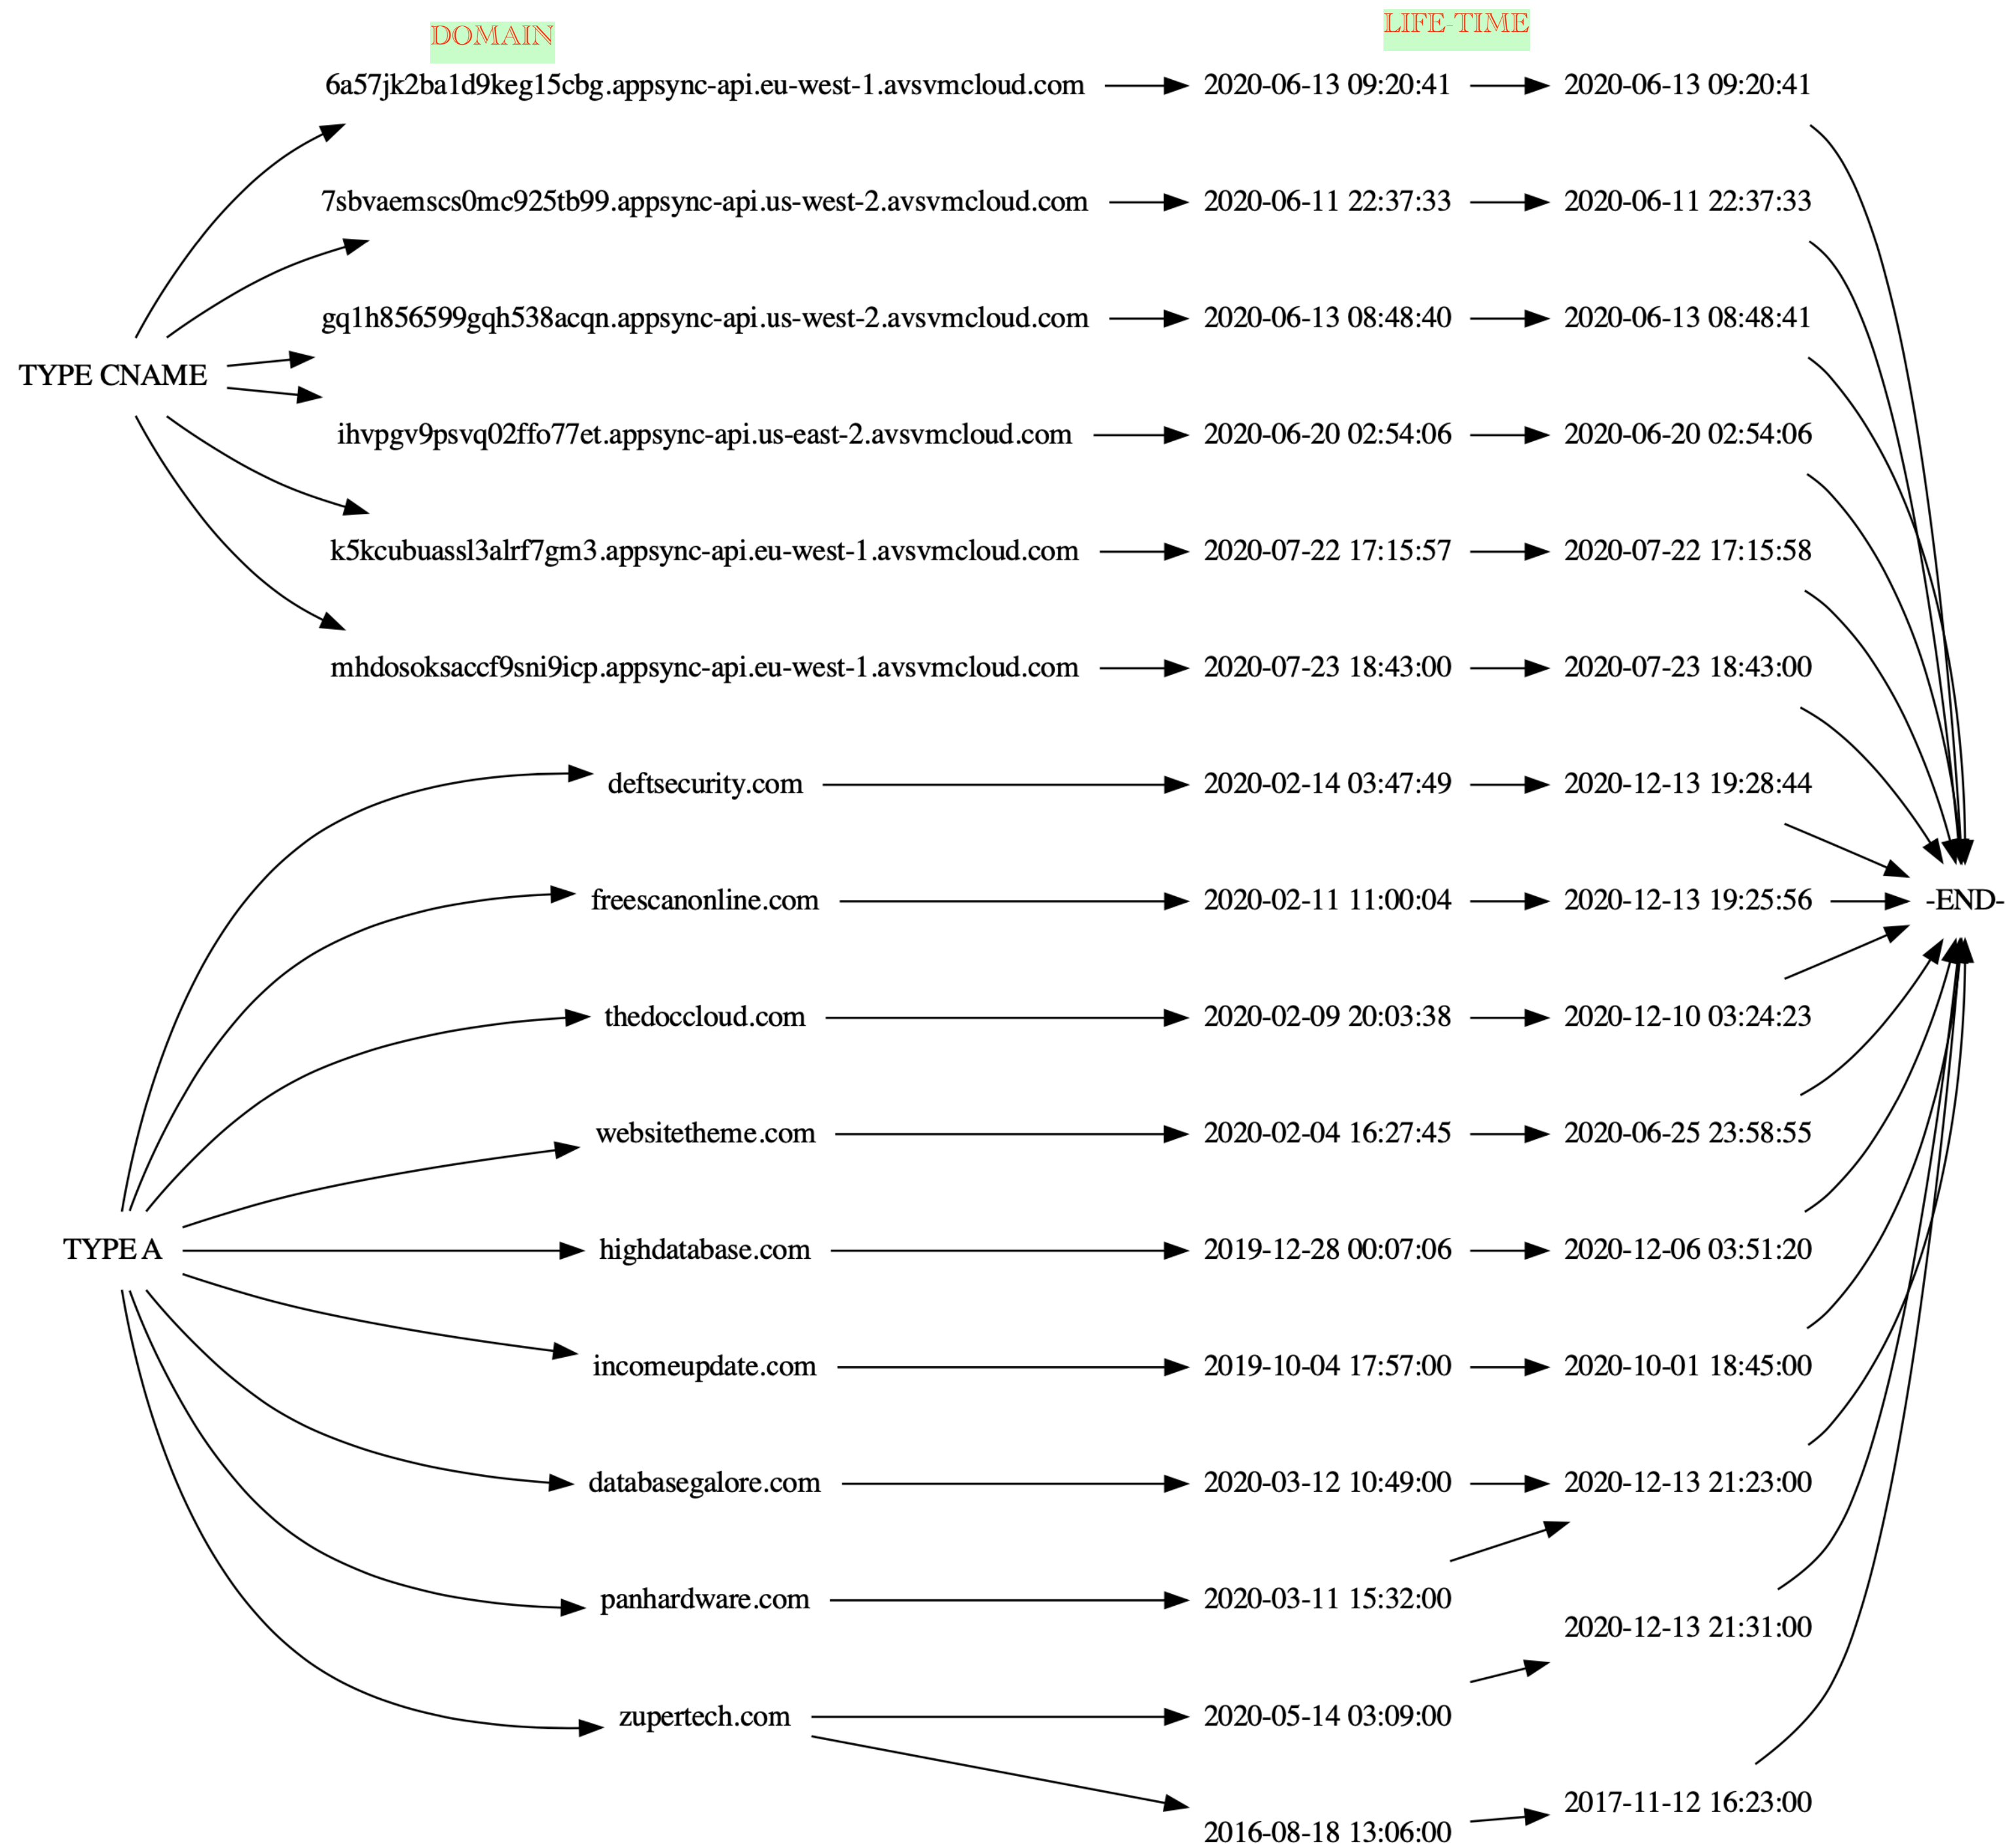 DOMAIN LIFE-TIME
6a57jk2ba1d9keg15cbg.appsync-api.eu-west-1.avsvmcloud.com 2020-06-13 09:20:41 2020-06-13 09:20:41
7sbvaemscs0mc925tb99.appsync-api.us-west-2.avsvmcloud.com 2020-06-11 22:37:33 2020-06-11 22:37:33
gq1h856599gqh538acqn.appsync-api.us-west-2.avsvmcloud.com 2020-06-13 08:48:40 2020-06-13 08:48:41
TYPE CNAME
ihvpgv9psvq02ffo77et.appsync-api.us-east-2.avsvmcloud.com 2020-06-20 02:54:06 2020-06-20 02:54:06
k5kcubuassl3alrf7gm3.appsync-api.eu-west-1.avsvmcloud.com 2020-07-22 17:15:57 2020-07-22 17:15:58
mhdosoksaccf9sni9icp.appsync-api.eu-west-1.avsvmcloud.com 2020-07-23 18:43:00 2020-07-23 18:43:00
deftsecurity.com 2020-02-14 03:47:49 2020-12-13 19:28:44
freescanonline.com 2020-02-11 11:00:04 2020-12-13 19:25:56 -END-
thedoccloud.com 2020-02-09 20:03:38 2020-12-10 03:24:23
websitetheme.com 2020-02-04 16:27:45 2020-06-25 23:58:55
TYPE A highdatabase.com 2019-12-28 00:07:06 2020-12-06 03:51:20
incomeupdate.com 2019-10-04 17:57:00 2020-10-01 18:45:00
databasegalore.com 2020-03-12 10:49:00 2020-12-13 21:23:00
panhardware.com 2020-03-11 15:32:00
2020-12-13 21:31:00
zupertech.com 2020-05-14 03:09:00
2017-11-12 16:23:00
2016-08-18 13:06:00